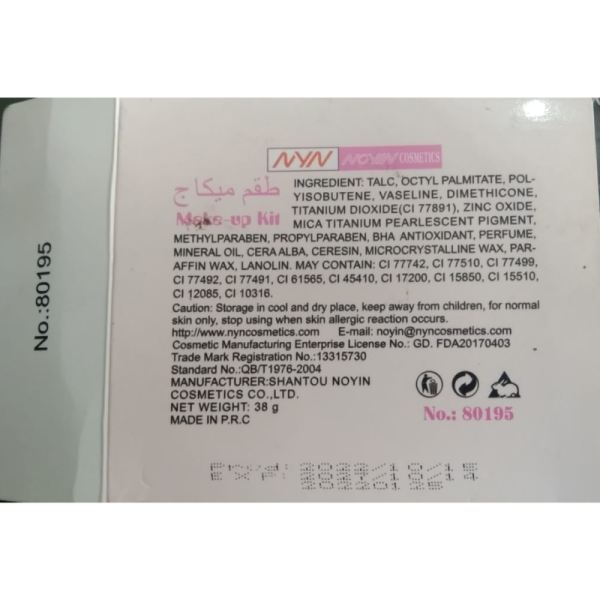 NYN NOYIN COSMETICS
طقم ميكاج
Make-up Kit
INGREDIENT: TALC, OCTYL PALMITATE, POL-
YISOBUTENE, VASELINE, DIMETHICONE,
TITANIUM DIOXIDE(CI 77891), ZINC OXIDE,
MICA TITANIUM PEARLESCENT PIGMENT,
METHYLPARABEN, PROPYLPARABEN, BHA ANTIOXIDANT, PERFUME,
MINERAL OIL, CERA ALBA, CERESIN, MICROCRYSTALLINE WAX, PAR-
AFFIN WAX, LANOLIN. MAY CONTAIN: CI 77742, CI 77510, CI 77499,
CI 77492, CI 77491, CI 61565, CI 45410, CI 17200, CI 15850, CI 15510,
CI 12085, CI 10316.
Caution: Storage in cool and dry place, keep away from children, for normal
skin only, stop using when skin allergic reaction occurs.
http://www.nyncosmetics.com E-mail: noyin@nyncosmetics.com
Cosmetic Manufacturing Enterprise License No.: GD. FDA20170403
Trade Mark Registration No.:13315730
Standard No.:QB/T1976-2004
MANUFACTURER:SHANTOU NOYIN
COSMETICS CO.,LTD.
NET WEIGHT: 38 g
MADE IN P.R.C
No.: 80195
No.:80195